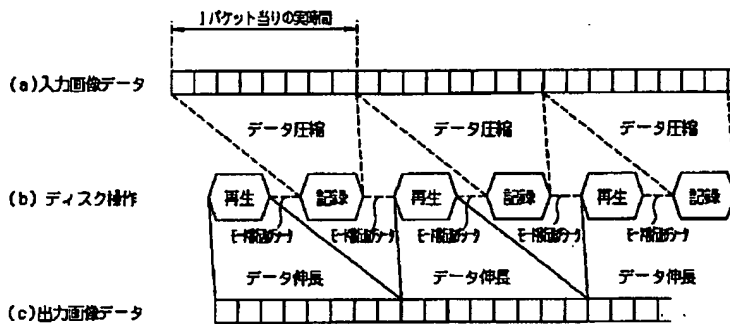 1パケット当りの実時間
(a)入力画像データ
データ圧縮 データ圧縮 データ圧縮
(b) ディスク操作
再生 記録 再生 記録 再生 記録
データ伸長 データ伸長 データ伸長
(c)出力画像データ